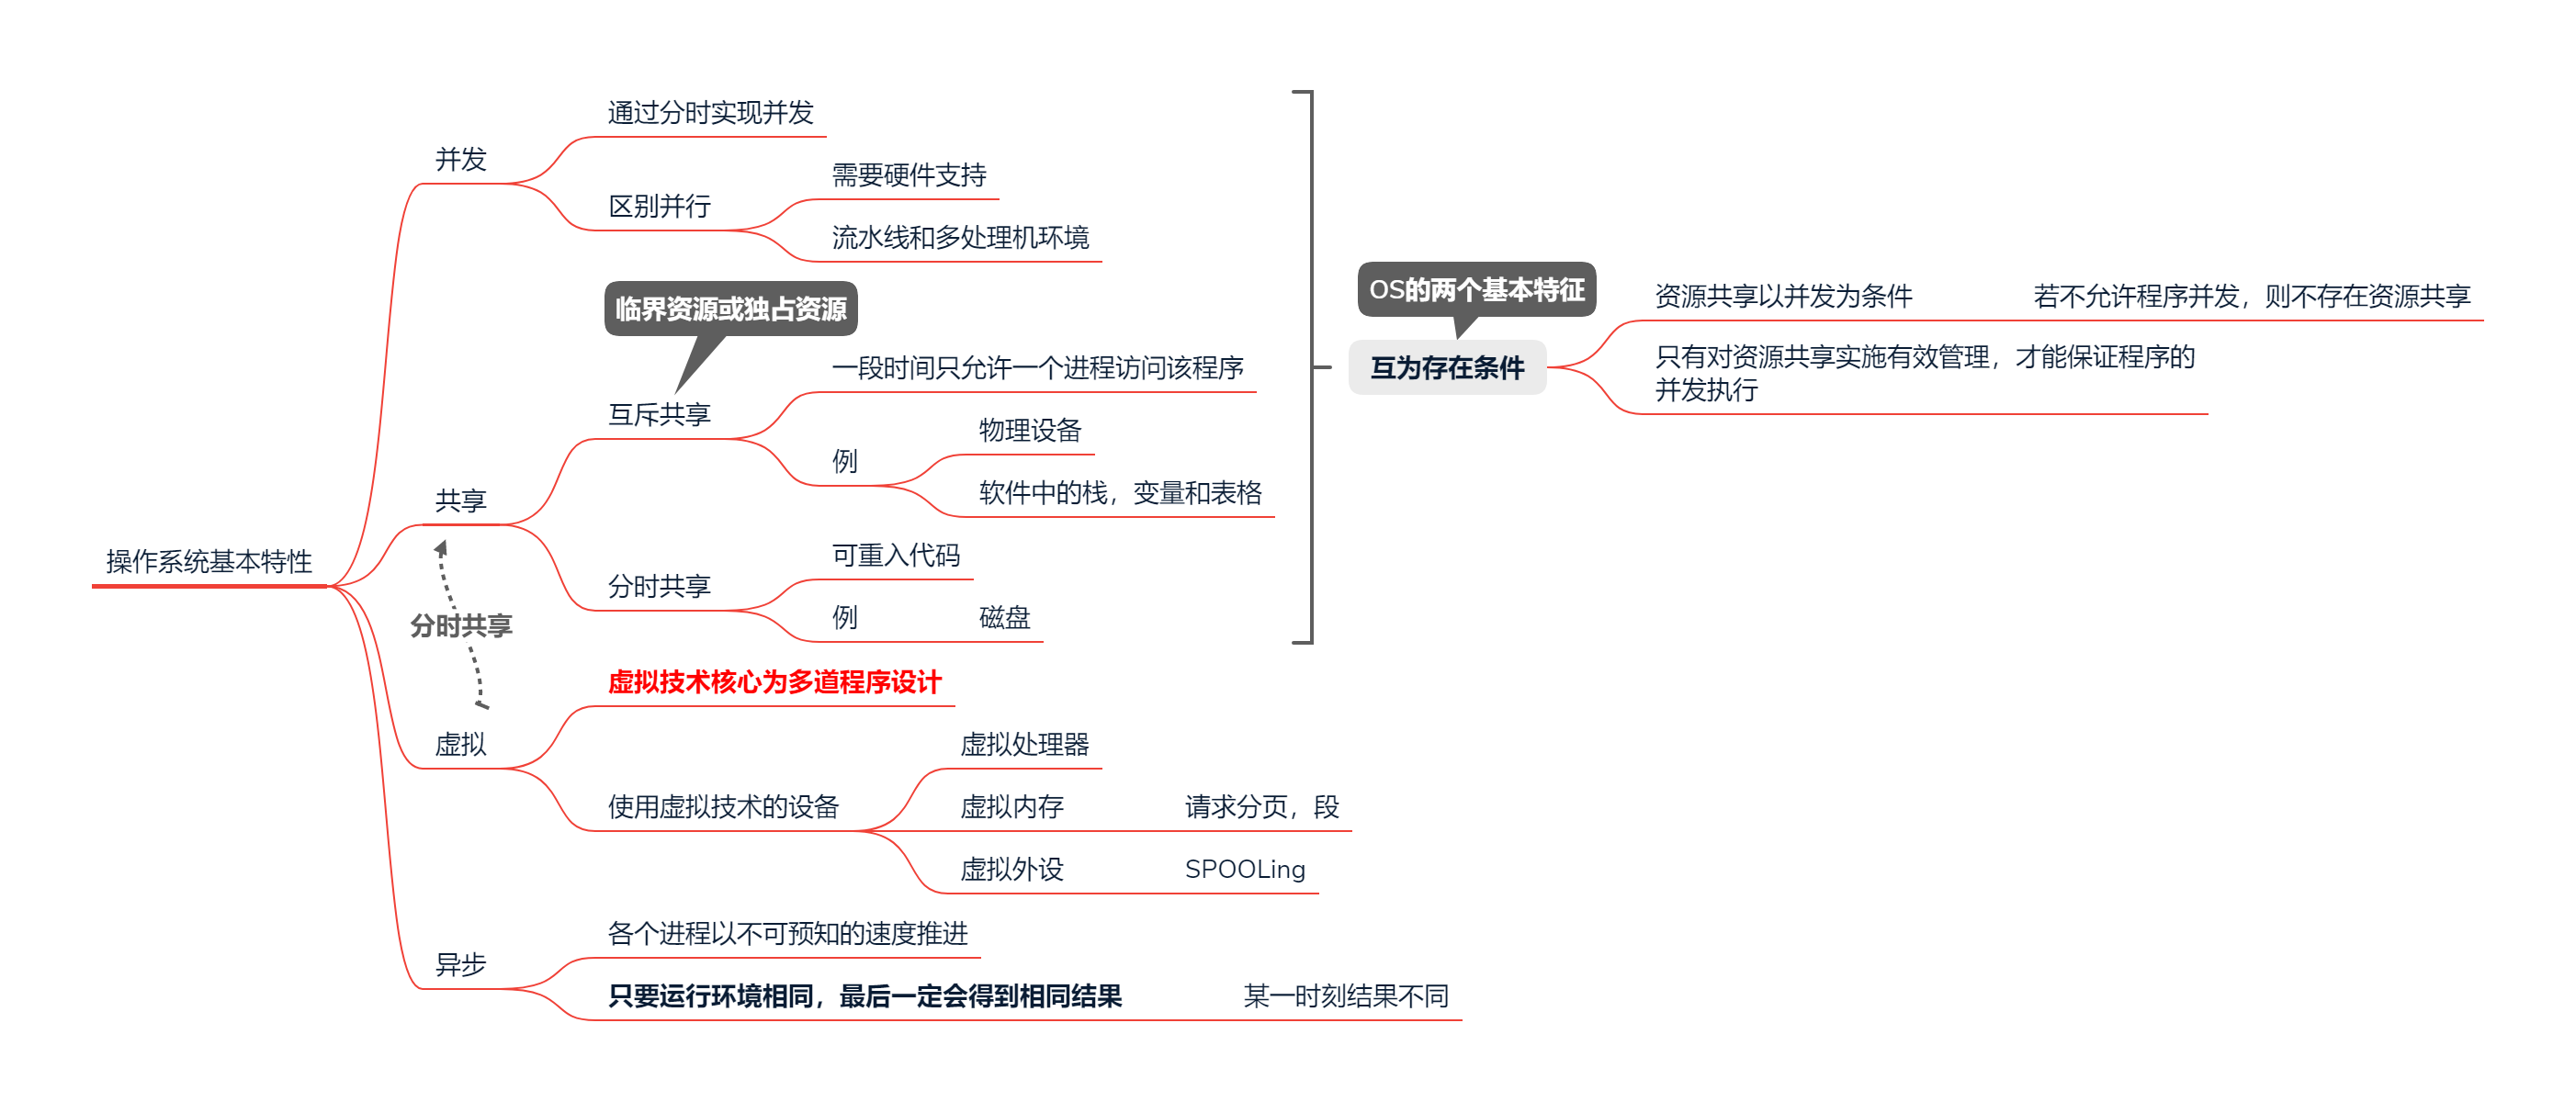 操作系统基本特性
并发
通过分时实现并发
区别并行
需要硬件支持
流水线和多处理机环境
共享
临界资源或独占资源
互斥共享
一段时间只允许一个进程访问该程序
例
物理设备
软件中的栈，变量和表格
分时共享
可重入代码
例
磁盘
OS的两个基本特征
互为存在条件
资源共享以并发为条件
若不允许程序并发，则不存在资源共享
只有对资源共享实施有效管理，才能保证程序的
并发执行
分时共享
虚拟
虚拟技术核心为多道程序设计
使用虚拟技术的设备
虚拟处理器
虚拟内存
请求分页，段
虚拟外设
SPOOLing
异步
各个进程以不可预知的速度推进
只要运行环境相同，最后一定会得到相同结果
某一时刻结果不同